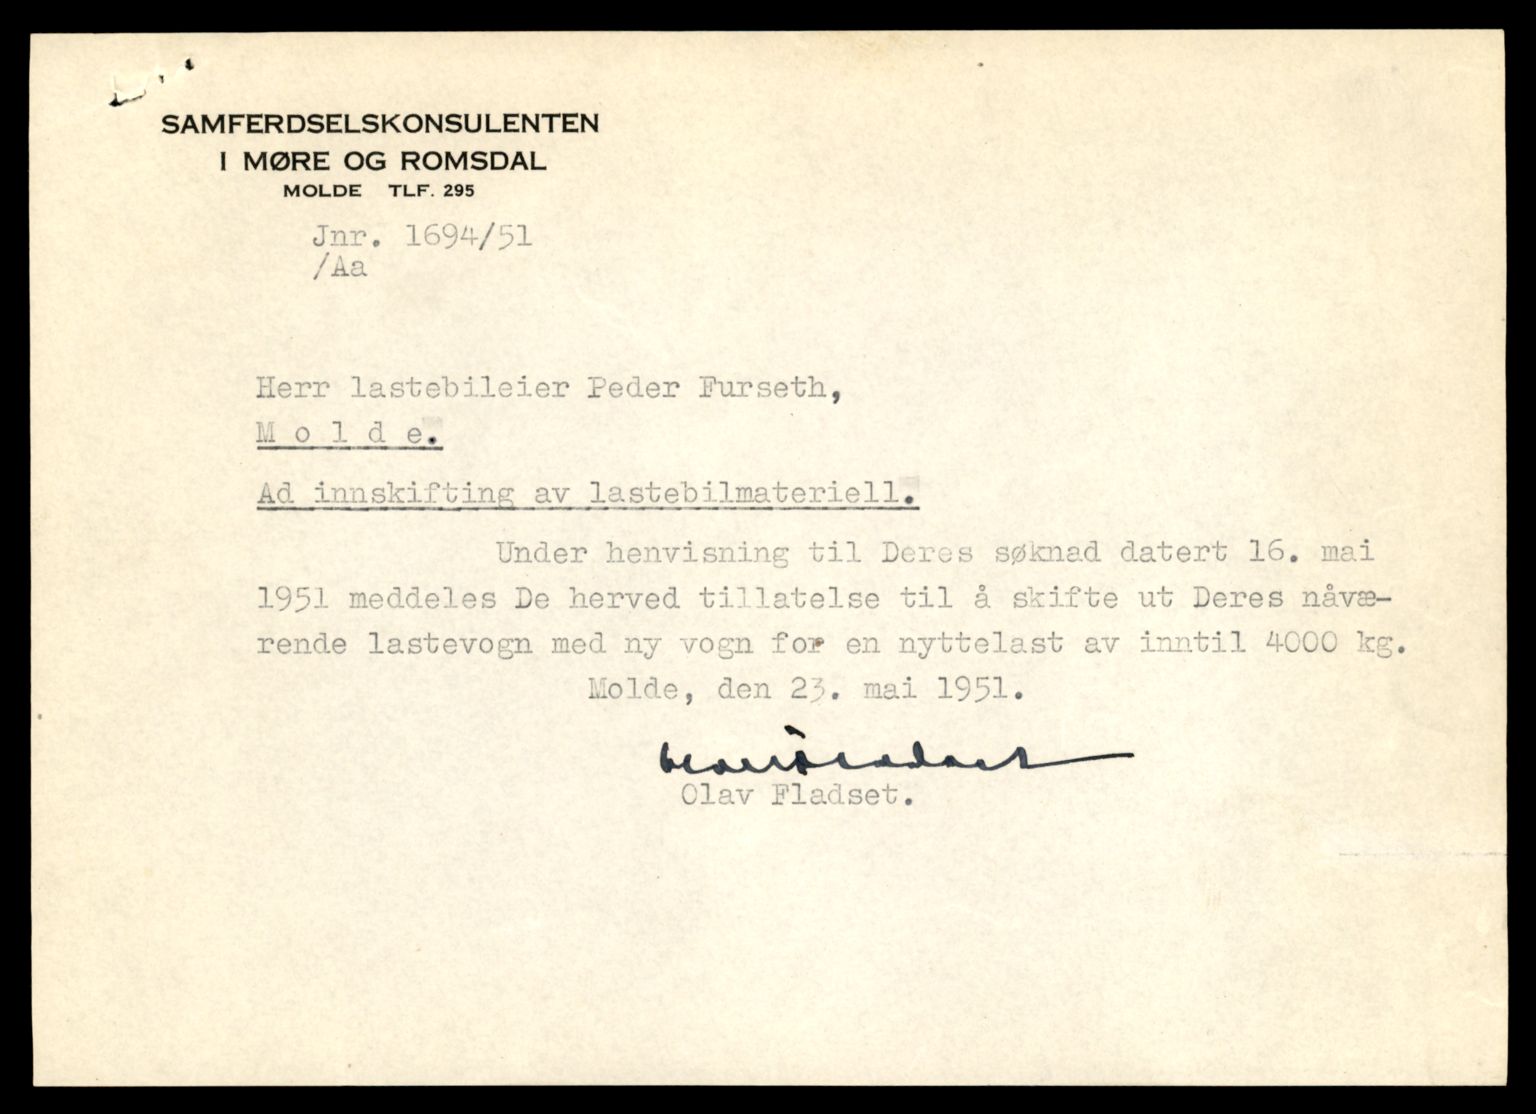 SAMFERDSELSKONSULENTEN
I MØRE OG ROMSDAL
MOLDE TLF. 295
Jnr. 1694/51
/Aa
Herr lastebileier Peder Furseth,
M o l d e.
Ad innskifting av lastebilmateriell.
Under henvisning til Deres søknad datert 16. mai
1951 meddeles De herved tillatelse til å skifte ut Deres nåvæ-
rende lastevogn med ny vogn for en nyttelast av inntil 4000 kg.
Molde, den 23. mai 1951.
Olav Fladset
Olav Fladset.